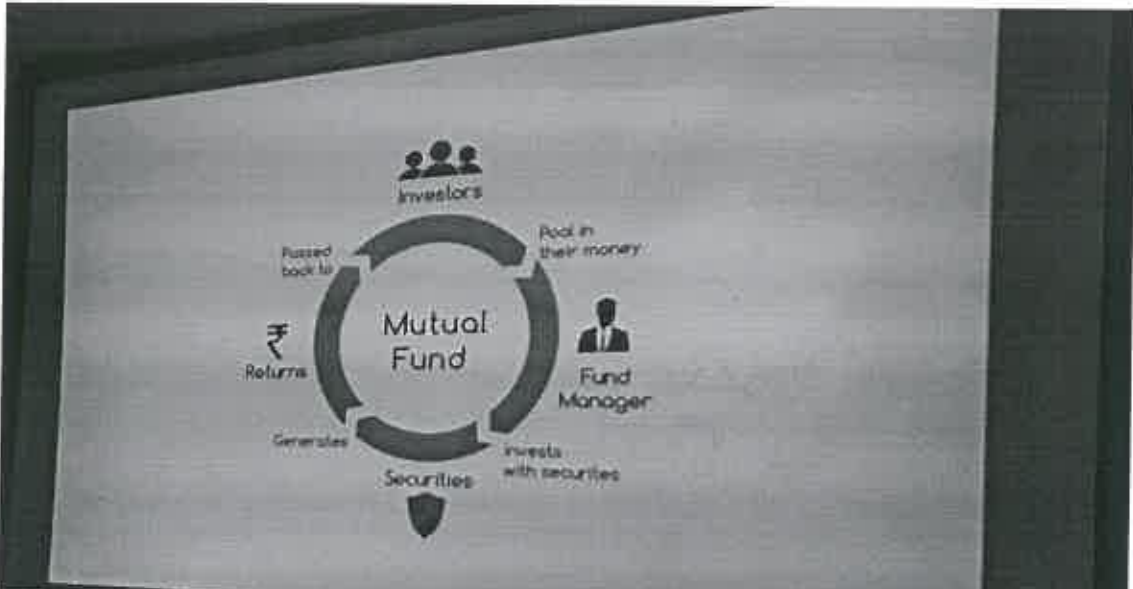 Investors
Pool in
their money
Passed
back to
Mutual
Fund
₹
Returns
Fund
Manager
Generates
invests
with securities
Securities